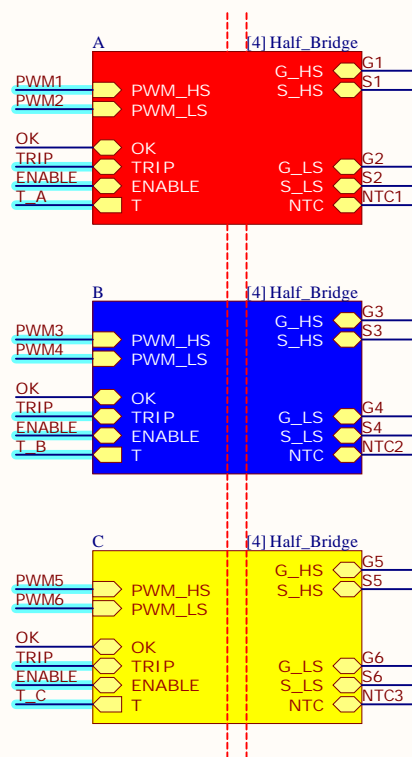 A [4] Half_Bridge
G_HS G1
PWM1 PWM_HS S_HS S1
PWM2 PWM_LS
OK OK
TRIP TRIP G_LS G2
ENABLE ENABLE S_LS S2
T_A T NTC NTC1
B [4] Half_Bridge
G_HS G3
PWM3 PWM_HS S_HS S3
PWM4 PWM_LS
OK OK
TRIP TRIP G_LS G4
ENABLE ENABLE S_LS S4
T_B T NTC NTC2
C [4] Half_Bridge
G_HS G5
PWM5 PWM_HS S_HS S5
PWM6 PWM_LS
OK OK
TRIP TRIP G_LS G6
ENABLE ENABLE S_LS S6
T_C T NTC NTC3